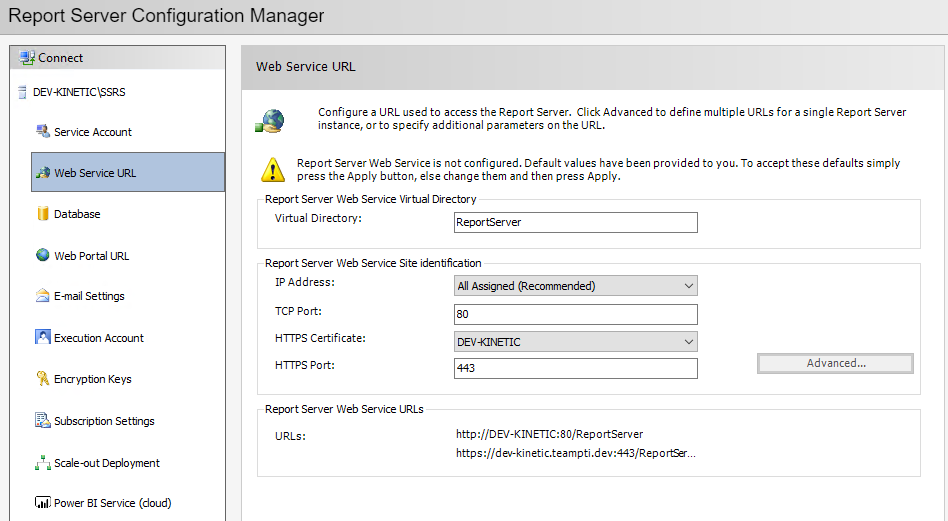 Report Server Configuration Manager
Connect
DEV-KINETIC\SSRS
Service Account
Web Service URL
Database
Web Portal URL
E-mail Settings
Execution Account
Encryption Keys
Subscription Settings
Scale-out Deployment
Power BI Service (cloud)
Web Service URL
Configure a URL used to access the Report Server. Click Advanced to define multiple URLs for a single Report Server
instance, or to specify additional parameters on the URL.
Report Server Web Service is not configured. Default values have been provided to you. To accept these defaults simply
press the Apply button, else change them and then press Apply.
Report Server Web Service Virtual Directory
Virtual Directory: ReportServer
Report Server Web Service Site identification
IP Address: All Assigned (Recommended)
TCP Port: 80
HTTPS Certificate: DEV-KINETIC
HTTPS Port: 443
Advanced...
Report Server Web Service URLs
URLs: http://DEV-KINETIC:80/ReportServer
https://dev-kinetic.teampti.dev:443/ReportSer...